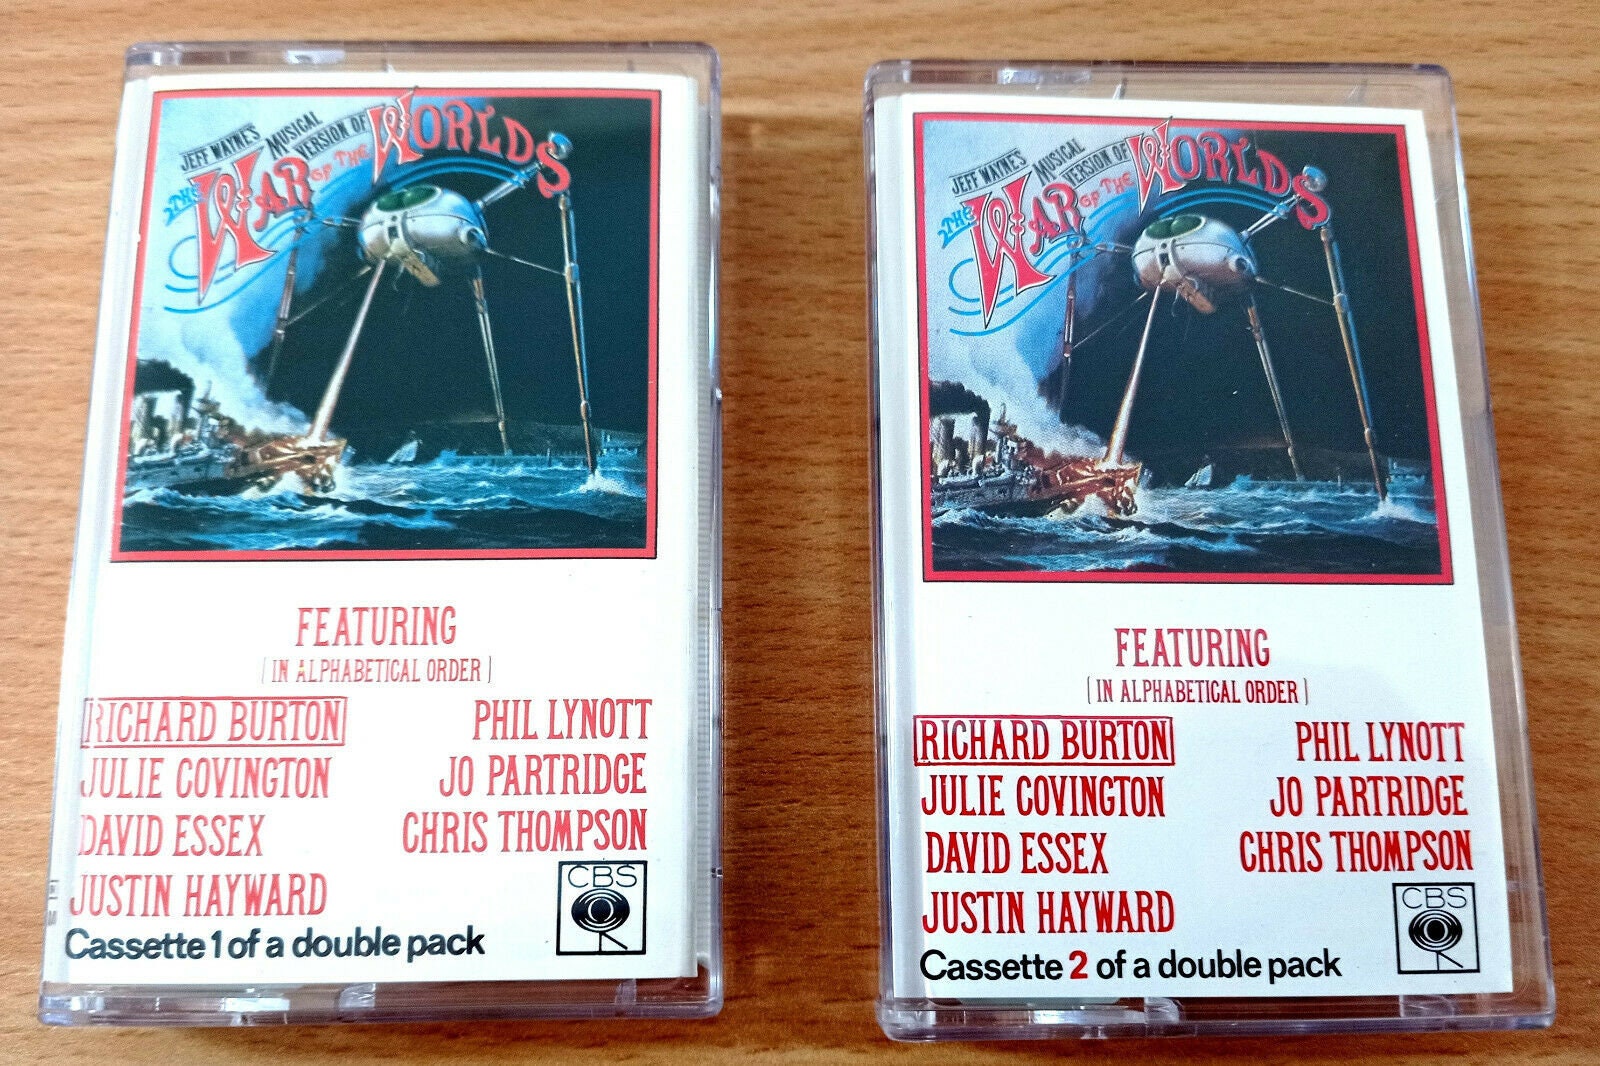 JEFF WAYNE'S
MUSICAL
VERSION OF
THE WAR OF THE WORLDS
FEATURING
(IN ALPHABETICAL ORDER)
RICHARD BURTON
JULIE COVINGTON
DAVID ESSEX
JUSTIN HAYWARD
PHIL LYNOTT
JO PARTRIDGE
CHRIS THOMPSON
CBS
Cassette 1 of a double pack
JEFF WAYNE'S
MUSICAL
VERSION OF
THE WAR OF THE WORLDS
FEATURING
(IN ALPHABETICAL ORDER)
RICHARD BURTON
JULIE COVINGTON
DAVID ESSEX
JUSTIN HAYWARD
PHIL LYNOTT
JO PARTRIDGE
CHRIS THOMPSON
CBS
Cassette 2 of a double pack